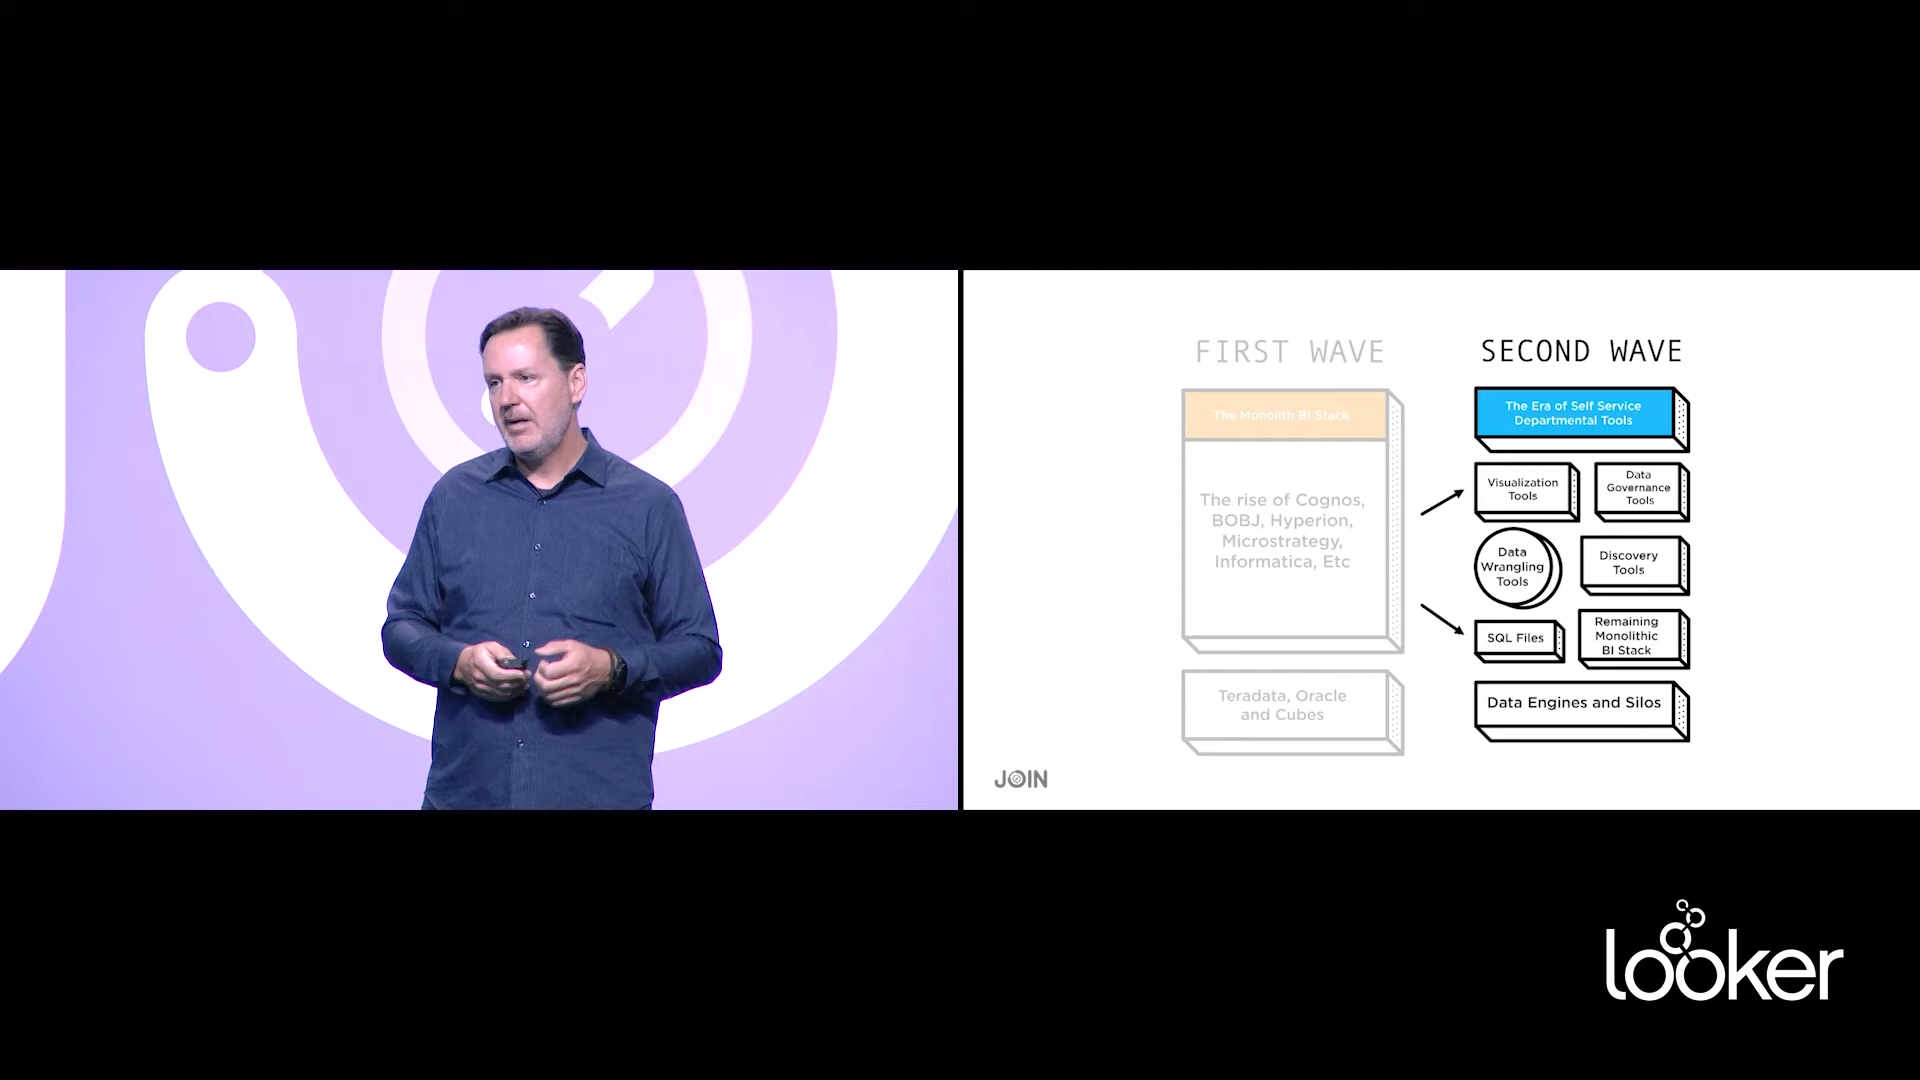 FIRST WAVE
The Monolith BI Stack
The rise of Cognos,
BOBJ, Hyperion,
Microstrategy,
Informatica, Etc
Teradata, Oracle
and Cubes
SECOND WAVE
The Era of Self Service
Departmental Tools
Visualization
Tools
Data
Governance
Tools
Data
Wrangling
Tools
Discovery
Tools
SQL Files
Remaining
Monolithic
BI Stack
Data Engines and Silos
JOIN
looker